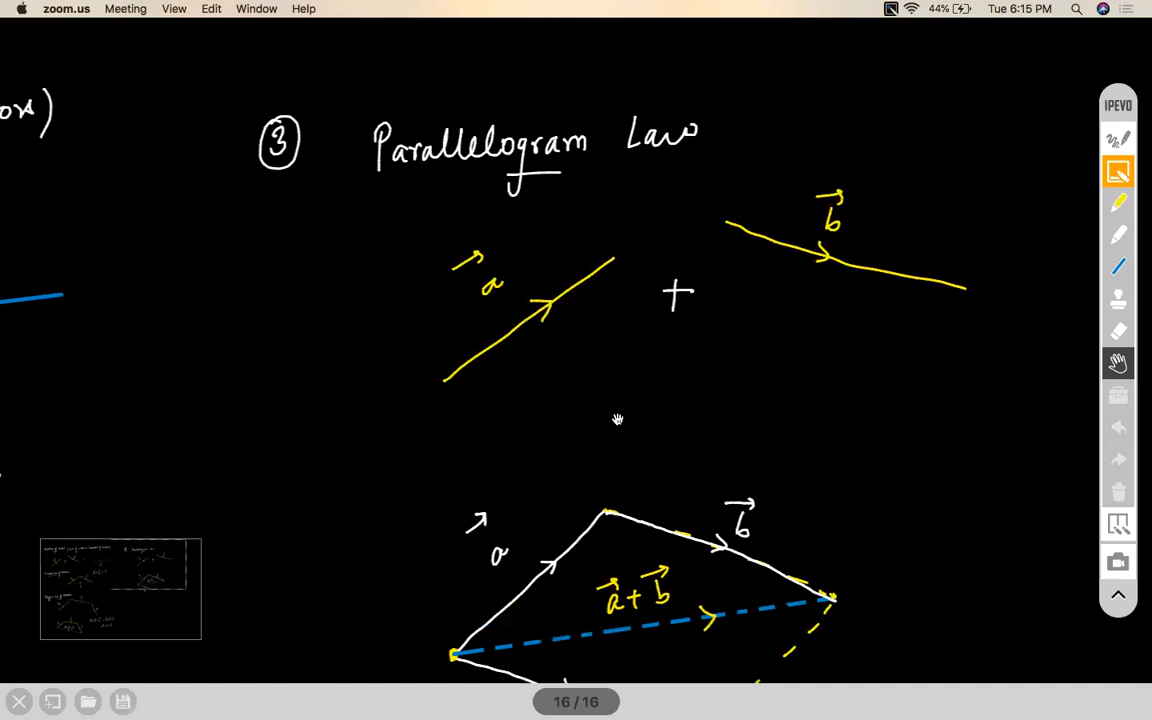 zoom.us Meeting View Edit Window Help 44% Tue 6:15 PM
IPEVO
③ Parallelogram Law
a⃗ + b⃗
a⃗ b⃗
a⃗ + b⃗
16 / 16